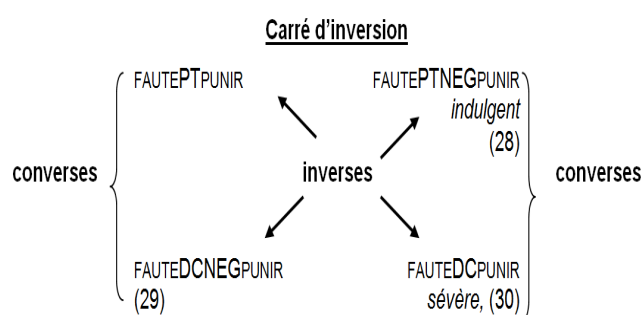 Carré d'inversion
FAUTEPTPUNIR
FAUTEPTNEGPUNIR
indulgent
(28)
converses
inverses
converses
FAUTEDCNEGPUNIR
(29)
FAUTEDCPUNIR
sévère, (30)